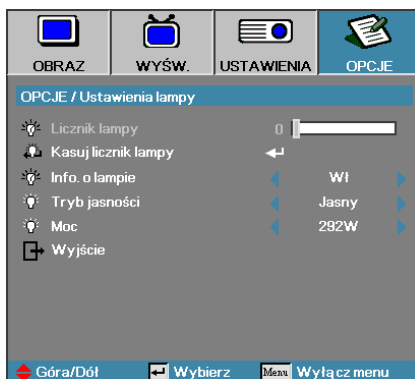 OBRAZ WYŚW. USTAWIENIA OPCJE
OPCJE / Ustawienia lampy
Licznik lampy 0
Kasuj licznik lampy
Info. o lampie Wł
Tryb jasności Jasny
Moc 292W
Wyjście
Góra/Dół Wybierz Menu Wyłącz menu